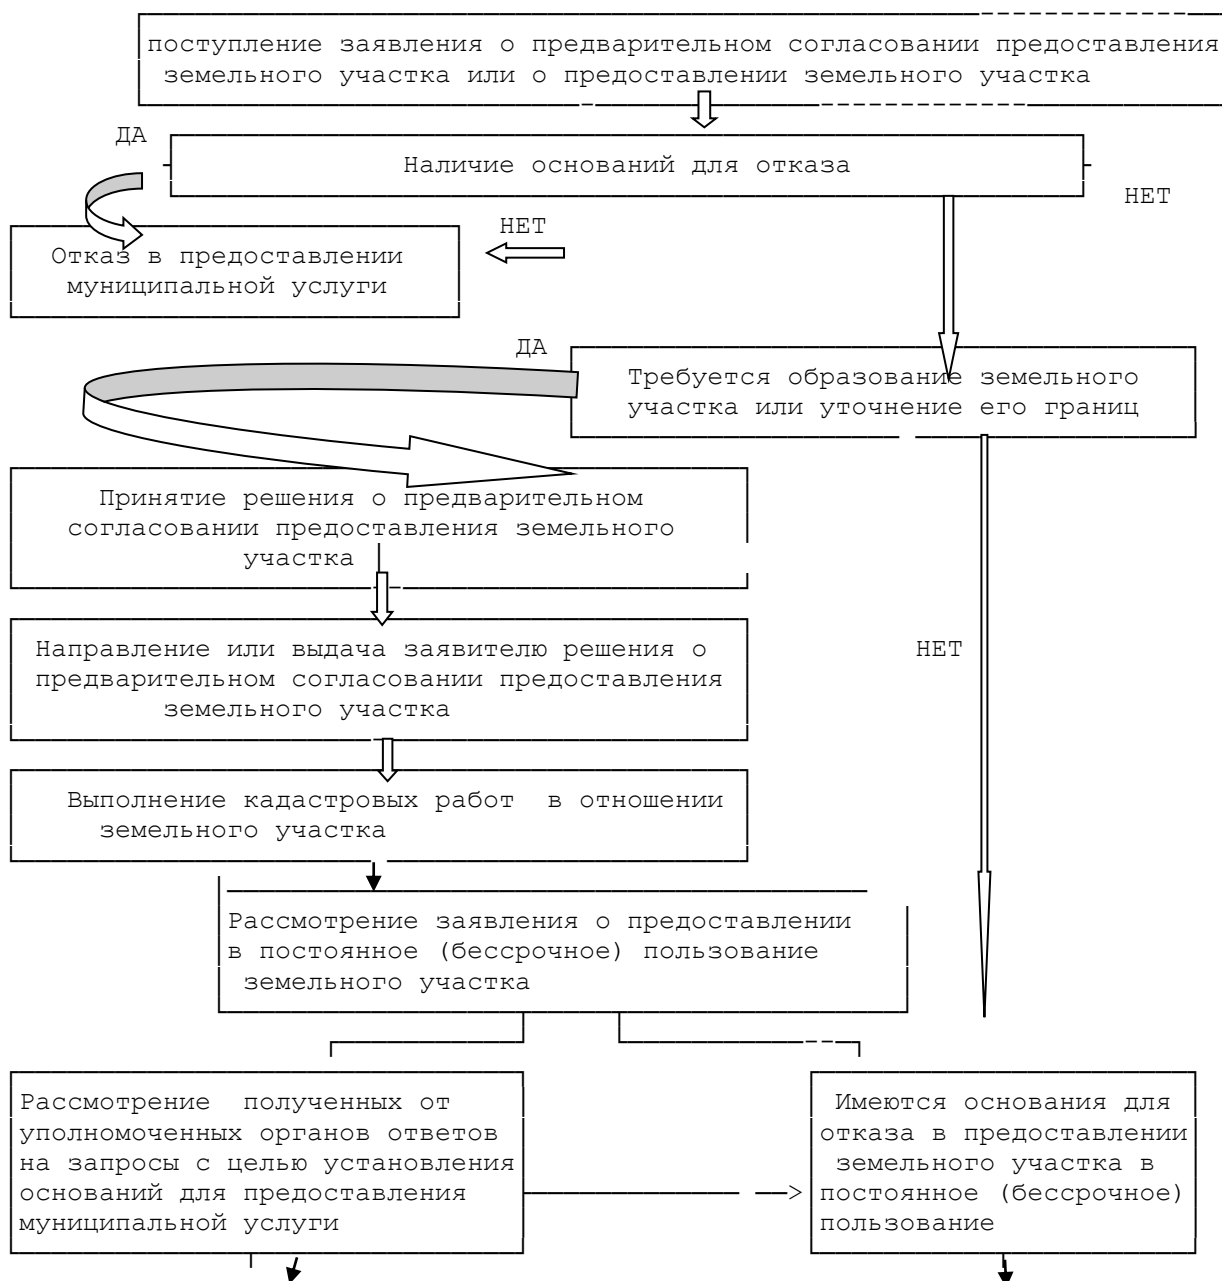 поступление заявления о предварительном согласовании предоставления
земельного участка или о предоставлении земельного участка
ДА
Наличие оснований для отказа
НЕТ
НЕТ
Отказ в предоставлении
муниципальной услуги
ДА
Требуется образование земельного
участка или уточнение его границ
Принятие решения о предварительном
согласовании предоставления земельного
участка
Направление или выдача заявителю решения о
предварительном согласовании предоставления
земельного участка
НЕТ
Выполнение кадастровых работ в отношении
земельного участка
Рассмотрение заявления о предоставлении
в постоянное (бессрочное) пользование
земельного участка
Рассмотрение полученных от
уполномоченных органов ответов
на запросы с целью установления
оснований для предоставления
муниципальной услуги
Имеются основания для
отказа в предоставлении
земельного участка в
постоянное (бессрочное)
пользование